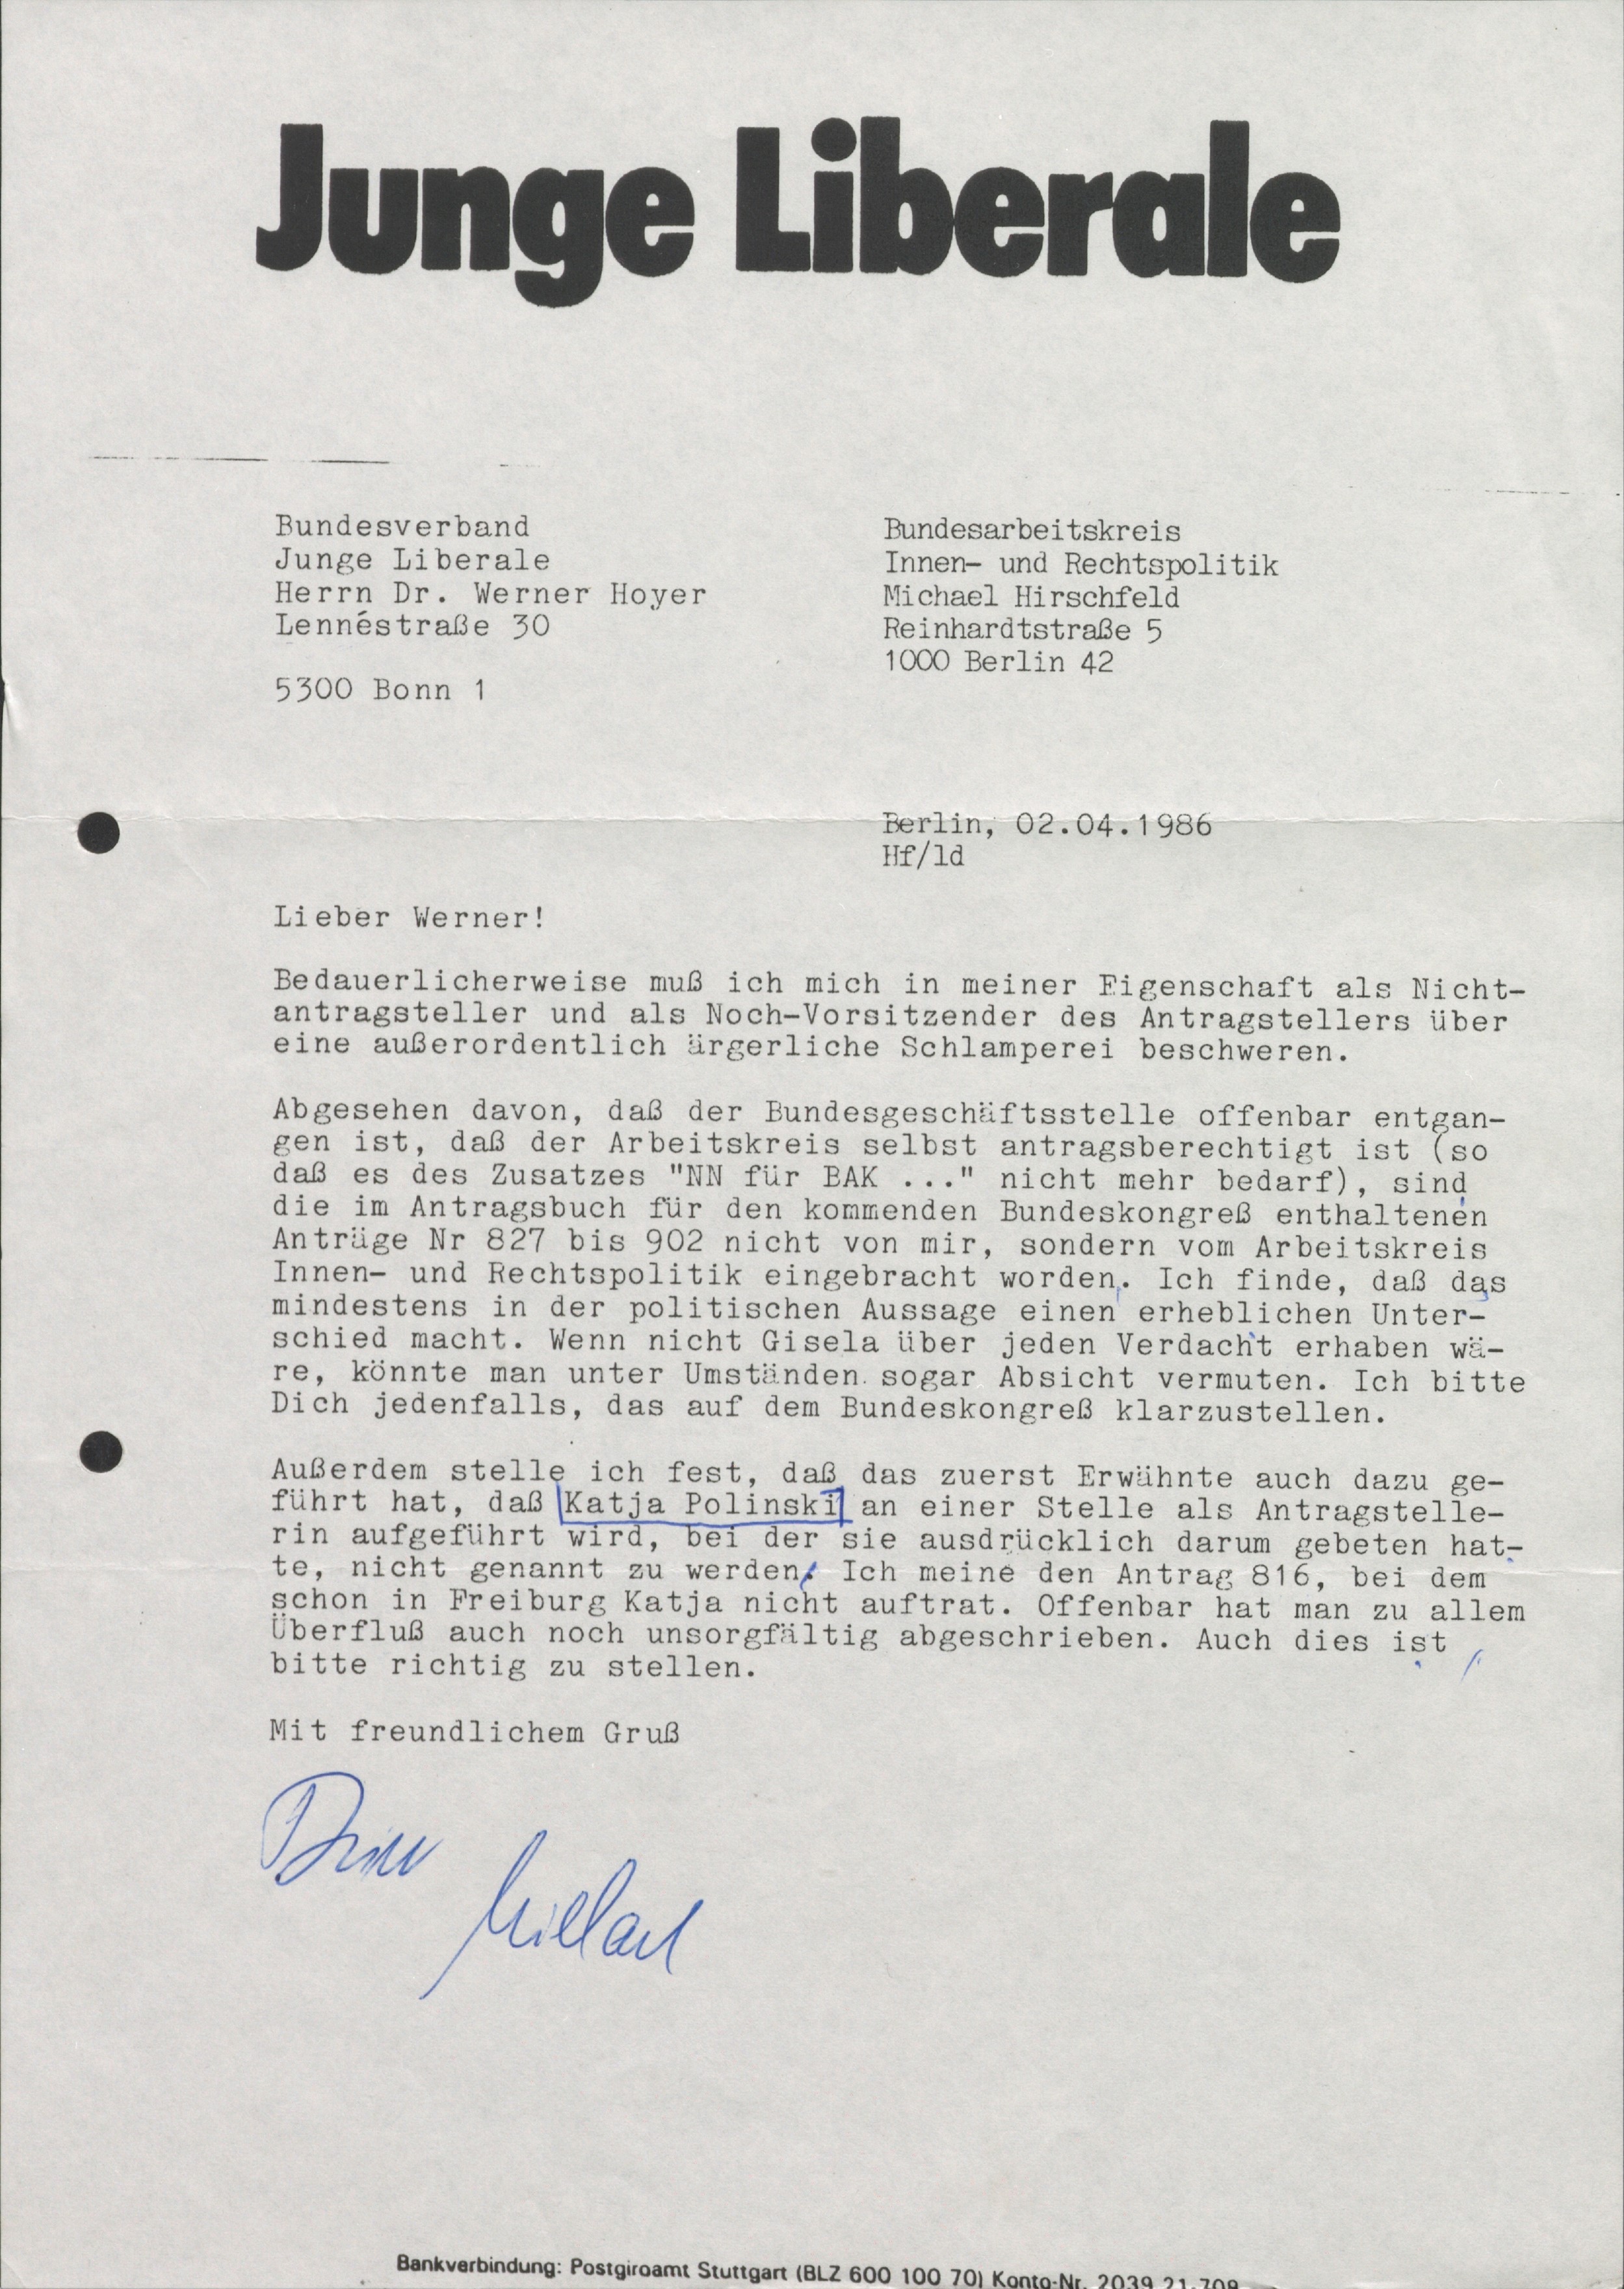 Junge Liberale
Bundesverband
Junge Liberale
Herrn Dr. Werner Hoyer
Lennéstraße 30
5300 Bonn 1
Bundesarbeitskreis
Innen- und Rechtspolitik
Michael Hirschfeld
Reinhardtstraße 5
1000 Berlin 42
Berlin, 02.04.1986
Hf/ld
Lieber Werner!
Bedauerlicherweise muß ich mich in meiner Eigenschaft als Nicht-
antragsteller und als Noch-Vorsitzender des Antragstellers über
eine außerordentlich ärgerliche Schlamperei beschweren.
Abgesehen davon, daß der Bundesgeschäftsstelle offenbar entgan-
gen ist, daß der Arbeitskreis selbst antragsberechtigt ist (so
daß es des Zusatzes "NN für BAK ..." nicht mehr bedarf), sind
die im Antragsbuch für den kommenden Bundeskongreß enthaltenen
Anträge Nr 827 bis 902 nicht von mir, sondern vom Arbeitskreis
Innen- und Rechtspolitik eingebracht worden. Ich finde, daß das
mindestens in der politischen Aussage einen erheblichen Unter-
schied macht. Wenn nicht Gisela über jeden Verdacht erhaben wä-
re, könnte man unter Umständen sogar Absicht vermuten. Ich bitte
Dich jedenfalls, das auf dem Bundeskongreß klarzustellen.
Außerdem stelle ich fest, daß das zuerst Erwähnte auch dazu ge-
führt hat, daß Katja Polinski an einer Stelle als Antragstelle-
rin aufgeführt wird, bei der sie ausdrücklich darum gebeten hat-
te, nicht genannt zu werden. Ich meine den Antrag 816, bei dem
schon in Freiburg Katja nicht auftrat. Offenbar hat man zu allem
Überfluß auch noch unsorgfältig abgeschrieben. Auch dies ist
bitte richtig zu stellen.
Mit freundlichem Gruß
Dein
Michael
Bankverbindung: Postgiroamt Stuttgart (BLZ 600 100 70) Konto-Nr. 2039 21-709